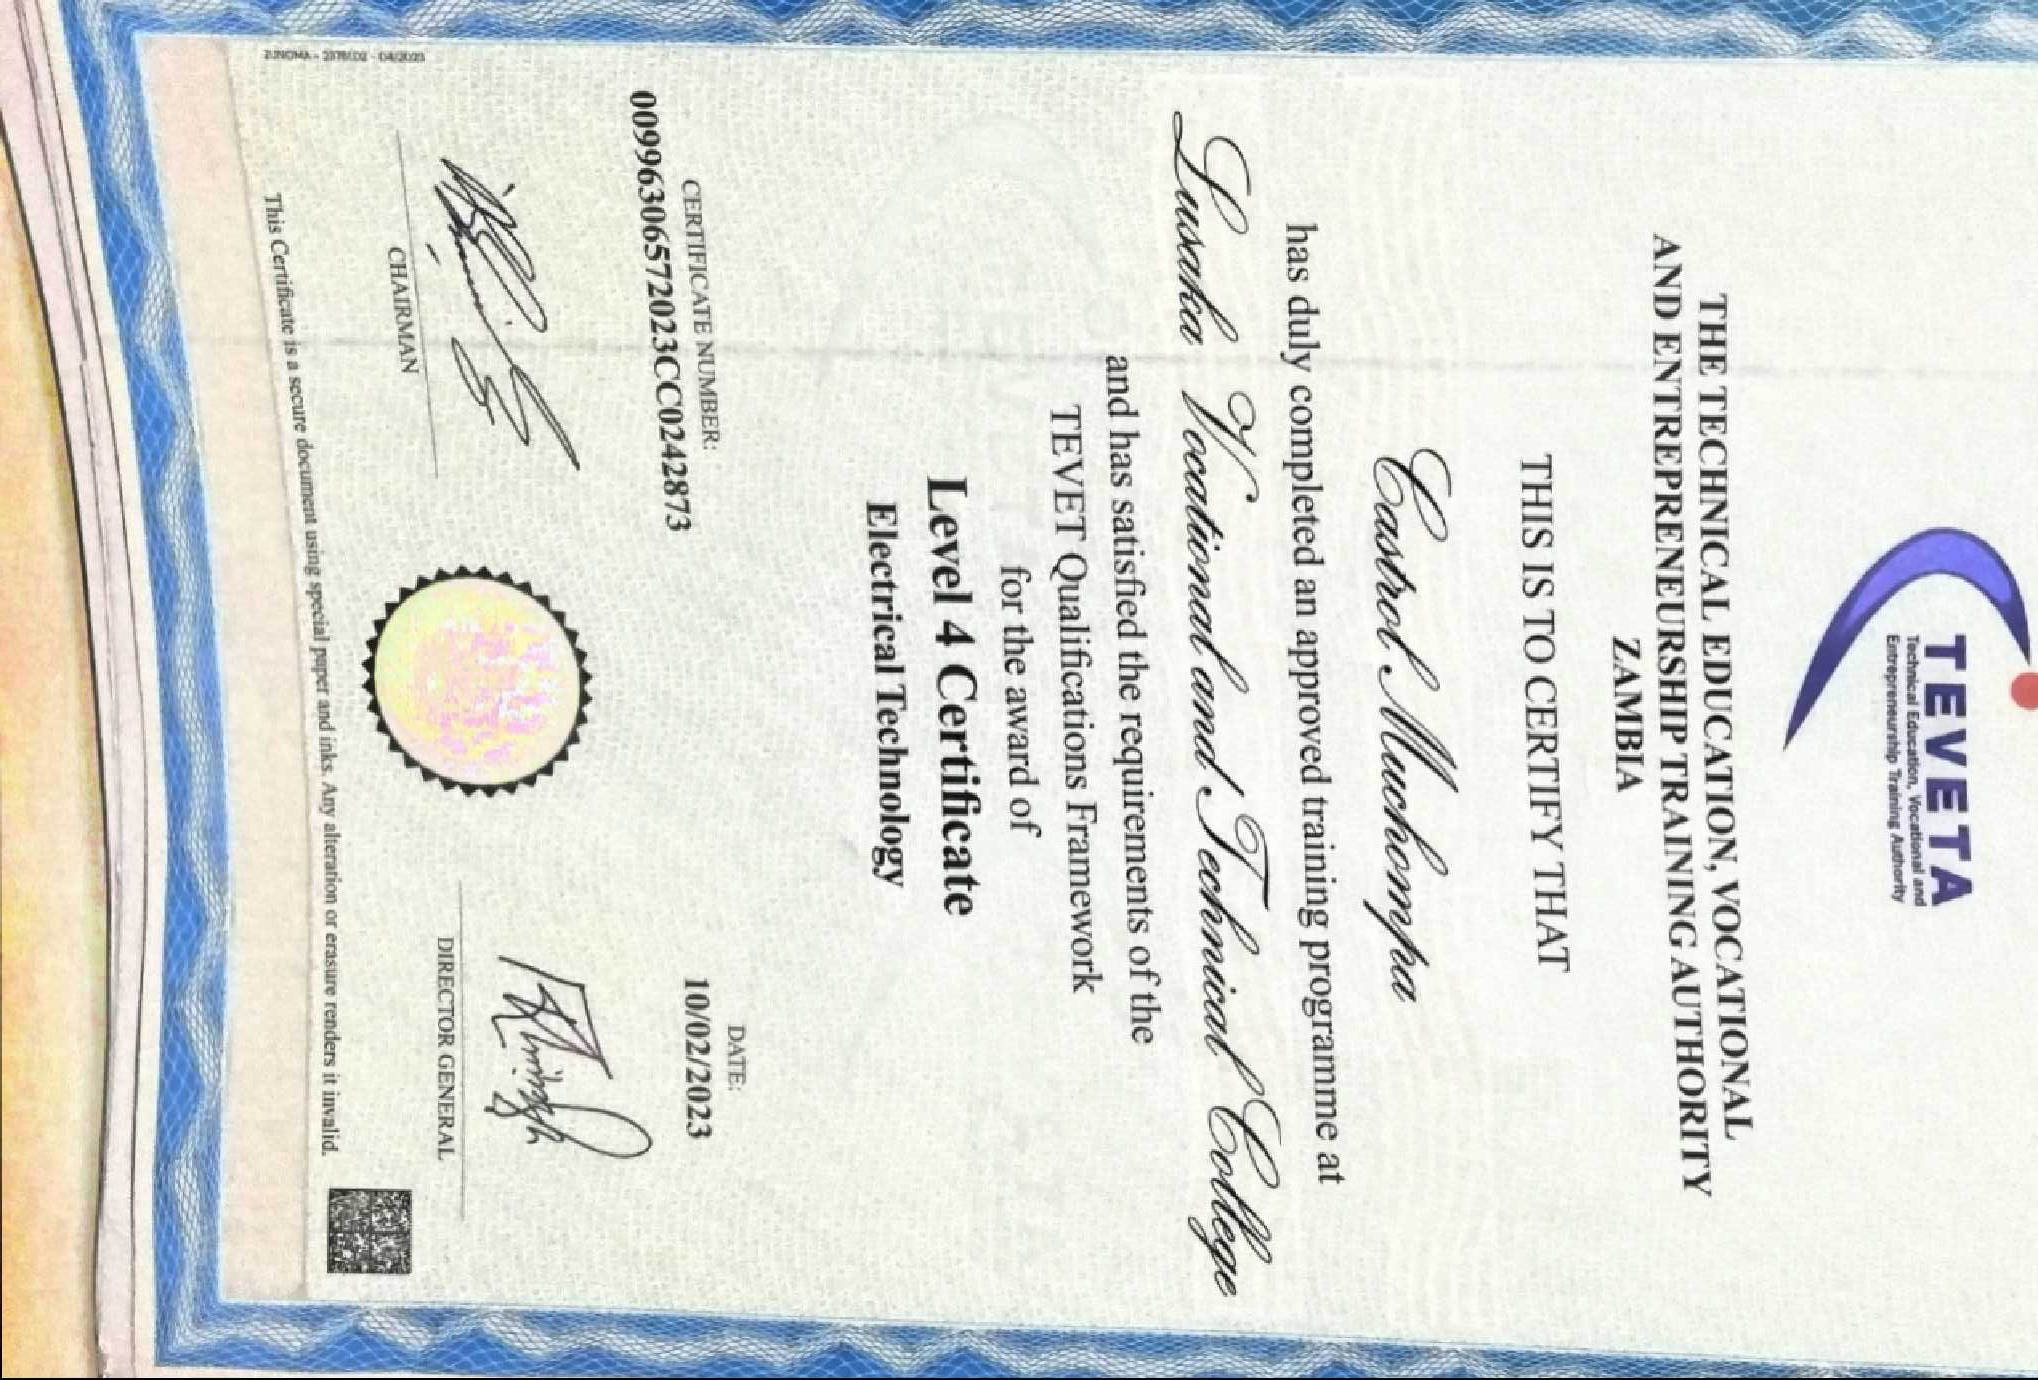 TEVETA
Technical Education, Vocational and
Entrepreneurship Training Authority
THE TECHNICAL EDUCATION, VOCATIONAL
AND ENTREPRENEURSHIP TRAINING AUTHORITY
ZAMBIA
THIS IS TO CERTIFY THAT
Castrol Muchompa
has duly completed an approved training programme at
Lusaka Vocational and Technical College
and has satisfied the requirements of the
TEVET Qualifications Framework
for the award of
Level 4 Certificate
Electrical Technology
CERTIFICATE NUMBER:
00996306572023CC0242873
DATE:
10/02/2023
CHAIRMAN
DIRECTOR GENERAL
This Certificate is a secure document using special paper and inks. Any alteration or erasure renders it invalid.